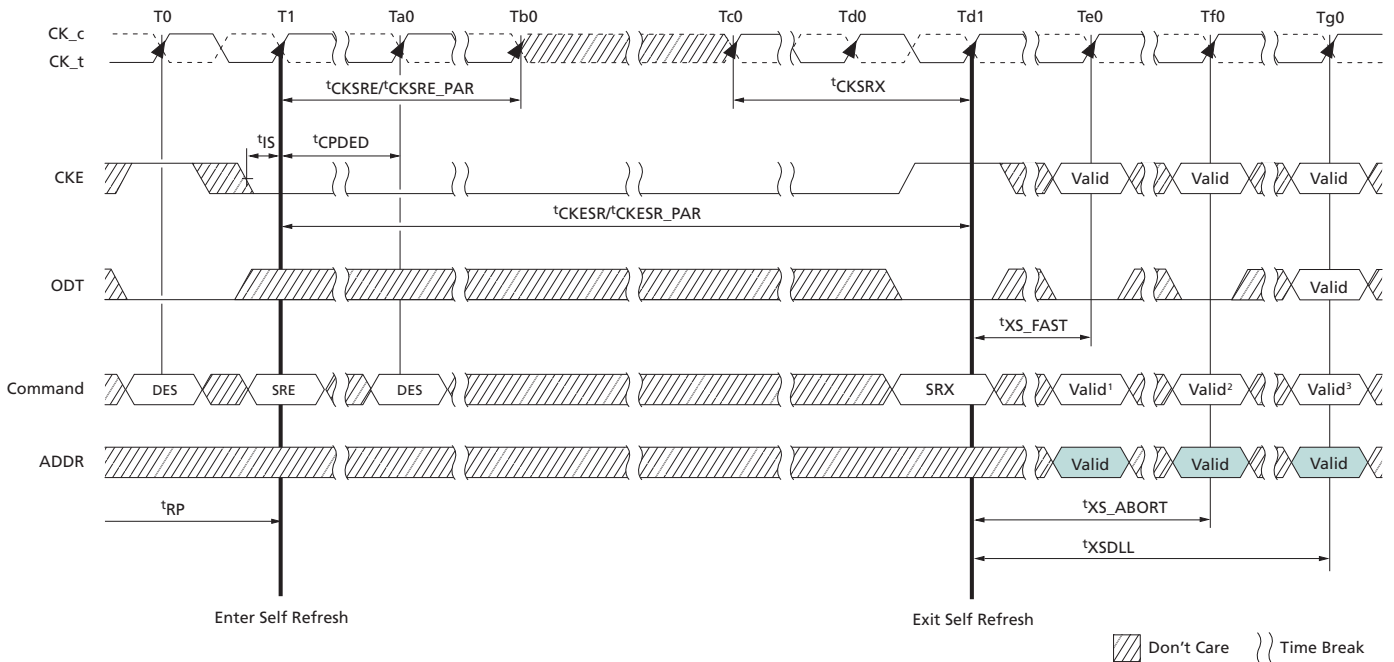 T0 T1 Ta0 Tb0 Tc0 Td0 Td1 Te0 Tf0 Tg0
CK_c
CK_t
tCKSRE/tCKSRE_PAR tCKSRX
tIS tCPDED
CKE Valid Valid Valid
tCKESR/tCKESR_PAR
ODT Valid
tXS_FAST
Command DES SRE DES SRX Valid¹ Valid² Valid³
ADDR Valid Valid Valid
tRP tXS_ABORT
tXSDLL
Enter Self Refresh Exit Self Refresh
Don't Care Time Break